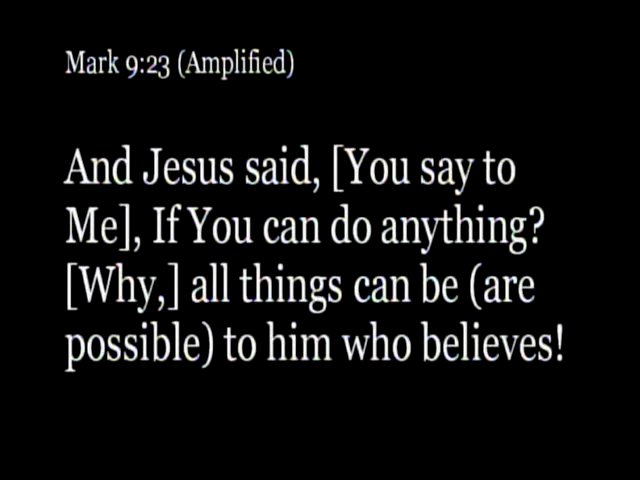 Mark 9:23 (Amplified)
And Jesus said, [You say to
Me], If You can do anything?
[Why,] all things can be (are
possible) to him who believes!